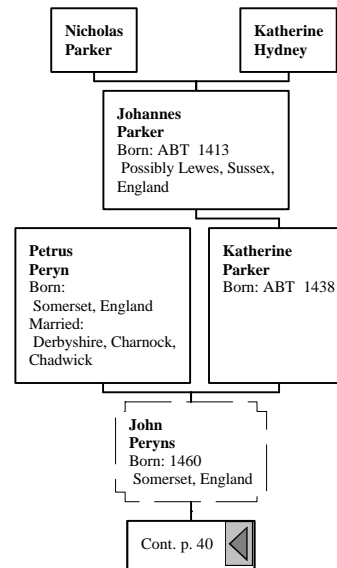 Nicholas
Parker
Katherine
Hydney
Johannes
Parker
Born: ABT 1413
Possibly Lewes, Sussex,
England
Petrus
Peryn
Born:
Somerset, England
Married:
Derbyshire, Charnock,
Chadwick
Katherine
Parker
Born: ABT 1438
John
Peryns
Born: 1460
Somerset, England
Cont. p. 40